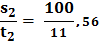 s₂/t₂ = 100/11 , 56